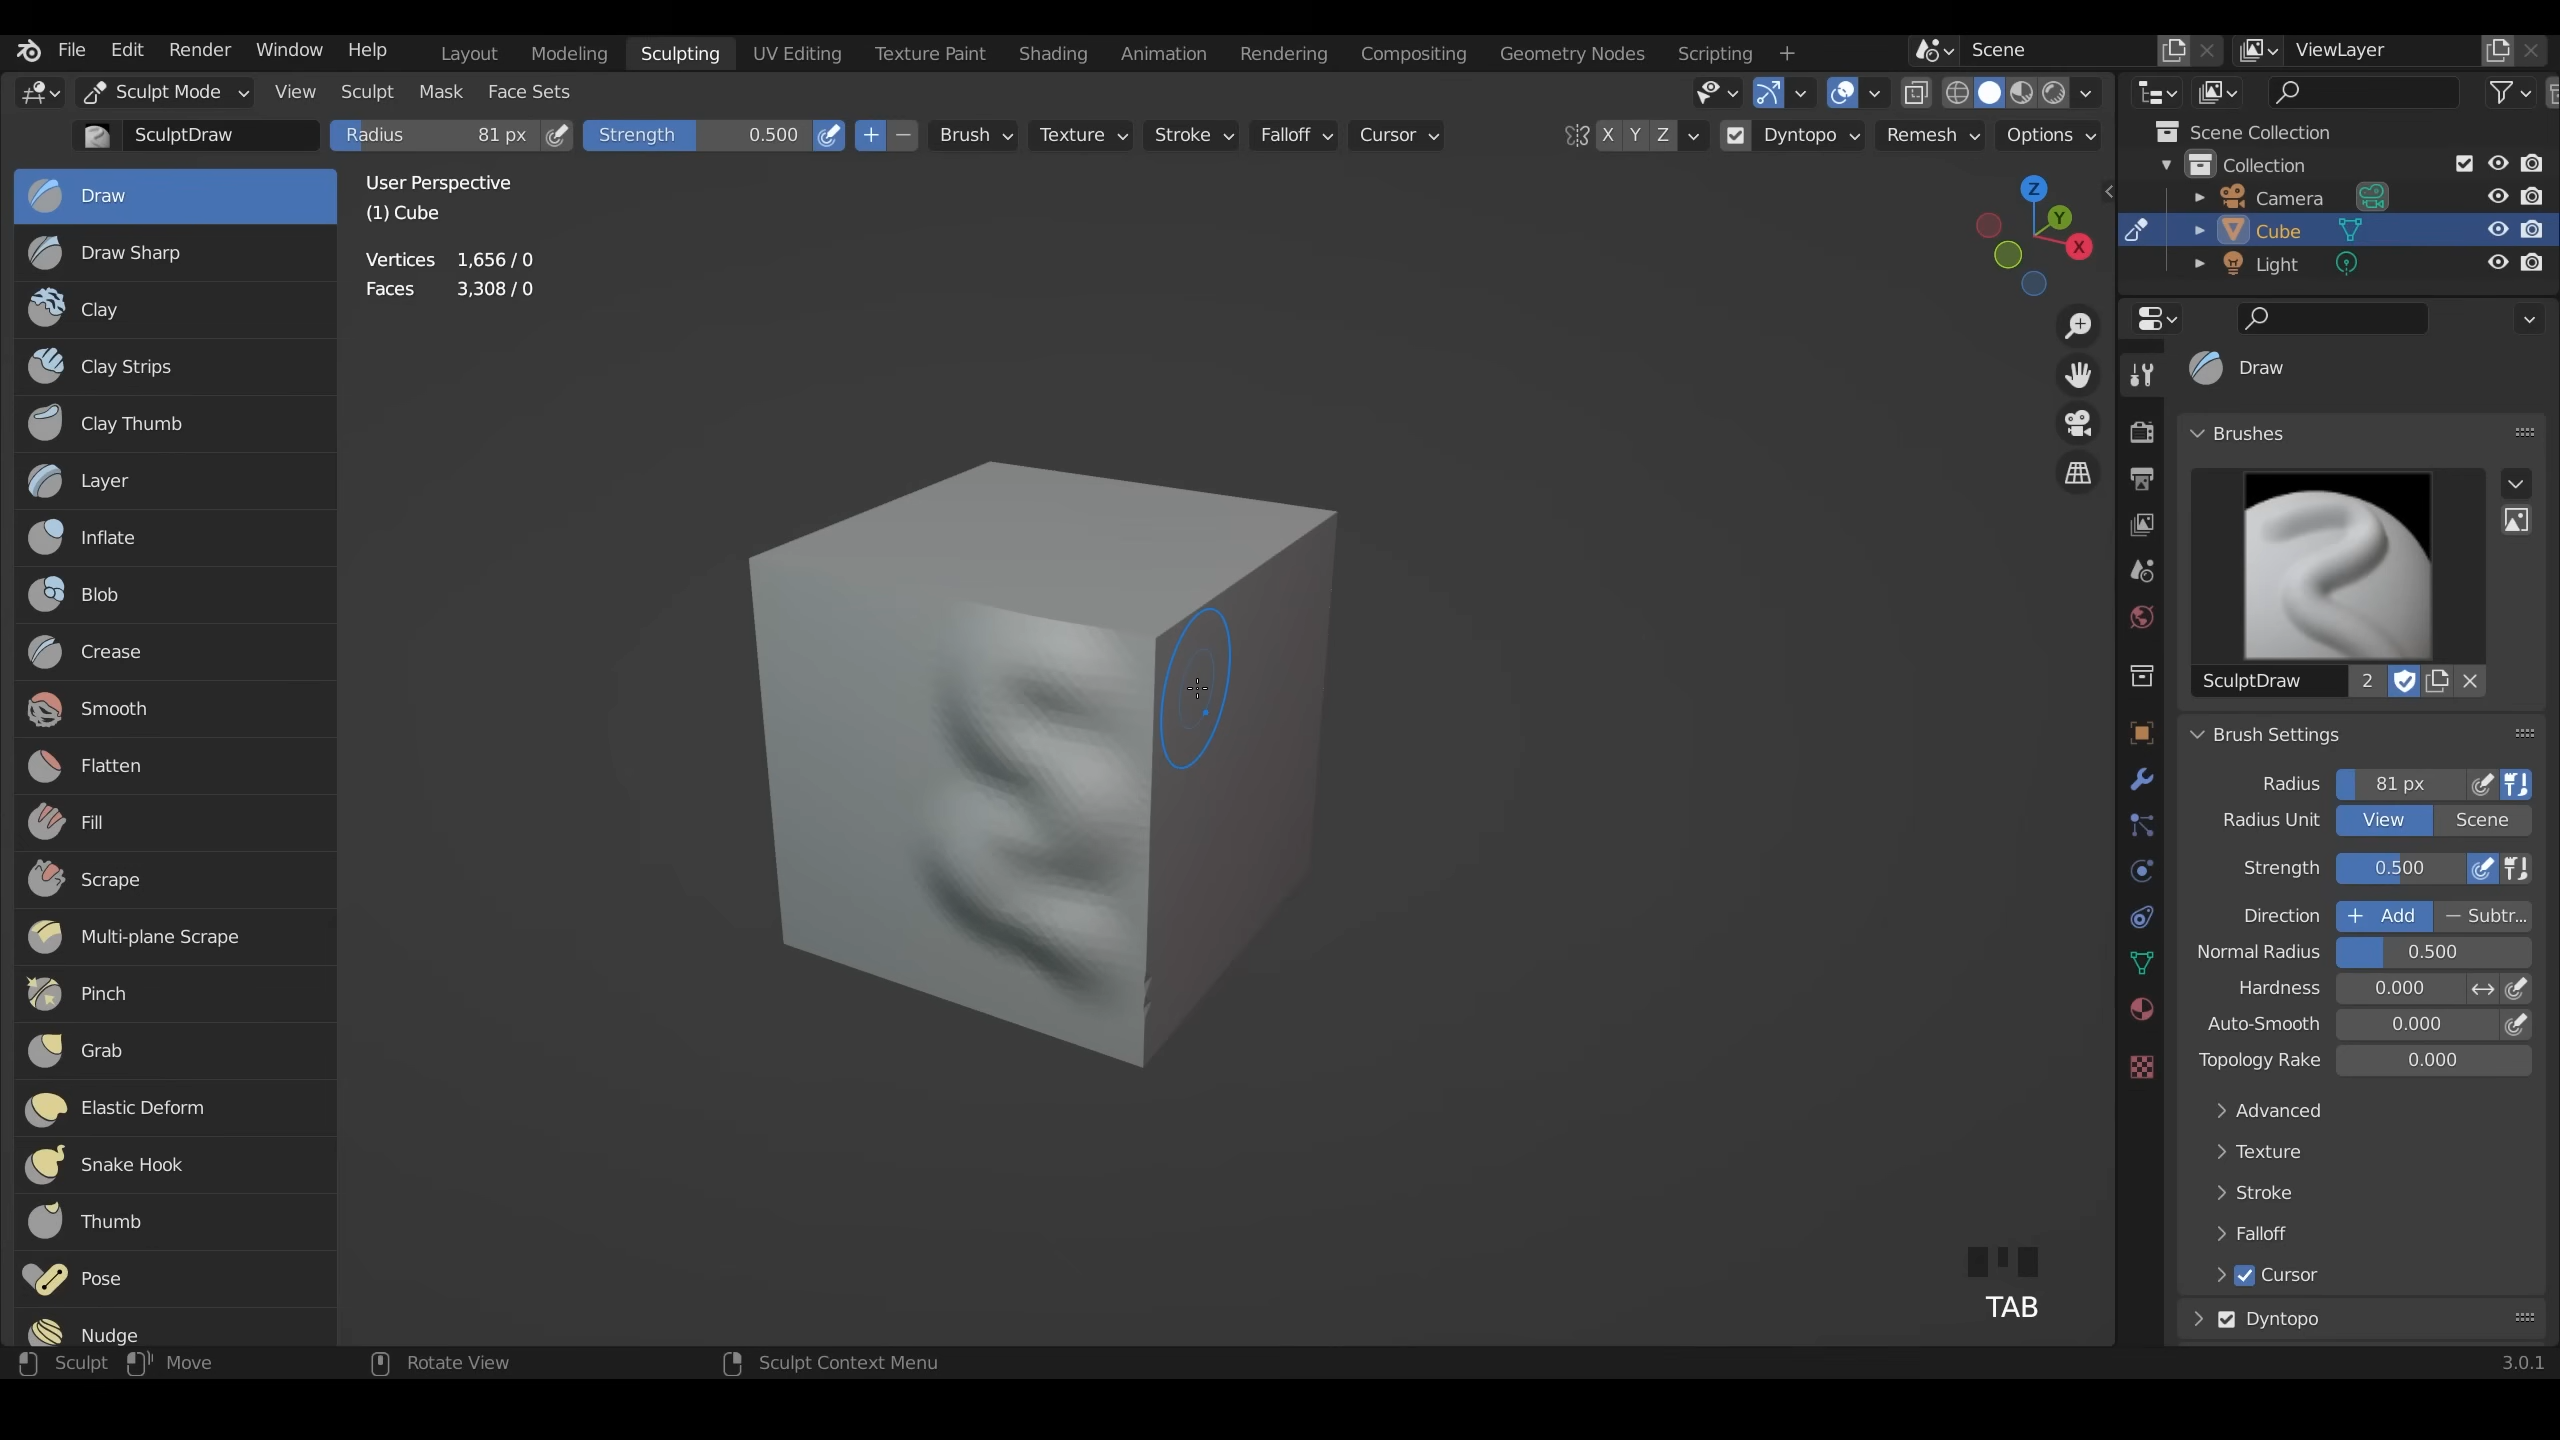 File Edit Render Window Help Layout Modeling Sculpting UV Editing Texture Paint Shading Animation Rendering Compositing Geometry Nodes Scripting + Scene ViewLayer
Sculpt Mode View Sculpt Mask Face Sets
SculptDraw Radius 81 px Strength 0.500 + − Brush Texture Stroke Falloff Cursor X Y Z Dyntopo Remesh Options
Draw
Draw Sharp
Clay
Clay Strips
Clay Thumb
Layer
Inflate
Blob
Crease
Smooth
Flatten
Fill
Scrape
Multi-plane Scrape
Pinch
Grab
Elastic Deform
Snake Hook
Thumb
Pose
Nudge
User Perspective
(1) Cube
Vertices 1,656 / 0
Faces 3,308 / 0
Z
Y
X
TAB
Scene Collection
Collection
Camera
Cube
Light
Draw
Brushes
SculptDraw 2
Brush Settings
Radius 81 px
Radius Unit View Scene
Strength 0.500
Direction + Add − Subtr...
Normal Radius 0.500
Hardness 0.000
Auto-Smooth 0.000
Topology Rake 0.000
Advanced
Texture
Stroke
Falloff
Cursor
Dyntopo
Sculpt Move Rotate View Sculpt Context Menu 3.0.1